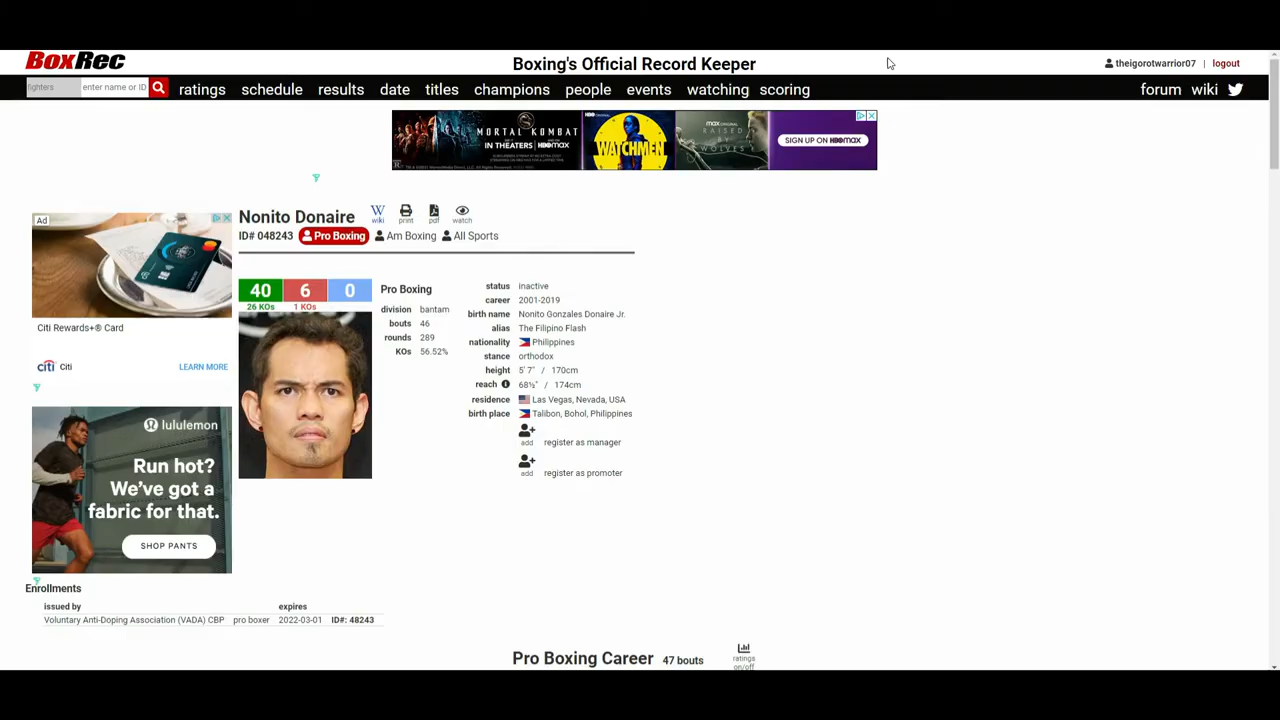 BoxRec
Boxing's Official Record Keeper
theigorotwarrior07 | logout
fighters enter name or ID
ratings schedule results date titles champions people events watching scoring forum wiki
MORTAL KOMBAT
IN THEATERS HBOmax
HBO
WATCHMEN
max ORIGINAL
RAISED BY WOLVES
SIGN UP ON HBOMAX
Ad
Citi Rewards+® Card
citi Citi LEARN MORE
lululemon
Run hot?
We've got a
fabric for that.
SHOP PANTS
Nonito Donaire
wiki print pdf watch
ID# 048243 Pro Boxing Am Boxing All Sports
40 6 0
26 KOs 1 KOs
Pro Boxing
division bantam
bouts 46
rounds 289
KOs 56.52%
status inactive
career 2001-2019
birth name Nonito Gonzales Donaire Jr.
alias The Filipino Flash
nationality Philippines
stance orthodox
height 5' 7" / 170cm
reach 68½" / 174cm
residence Las Vegas, Nevada, USA
birth place Talibon, Bohol, Philippines
add register as manager
add register as promoter
Enrollments
issued by expires
Voluntary Anti-Doping Association (VADA) CBP pro boxer 2022-03-01 ID#: 48243
Pro Boxing Career 47 bouts
ratings
on/off